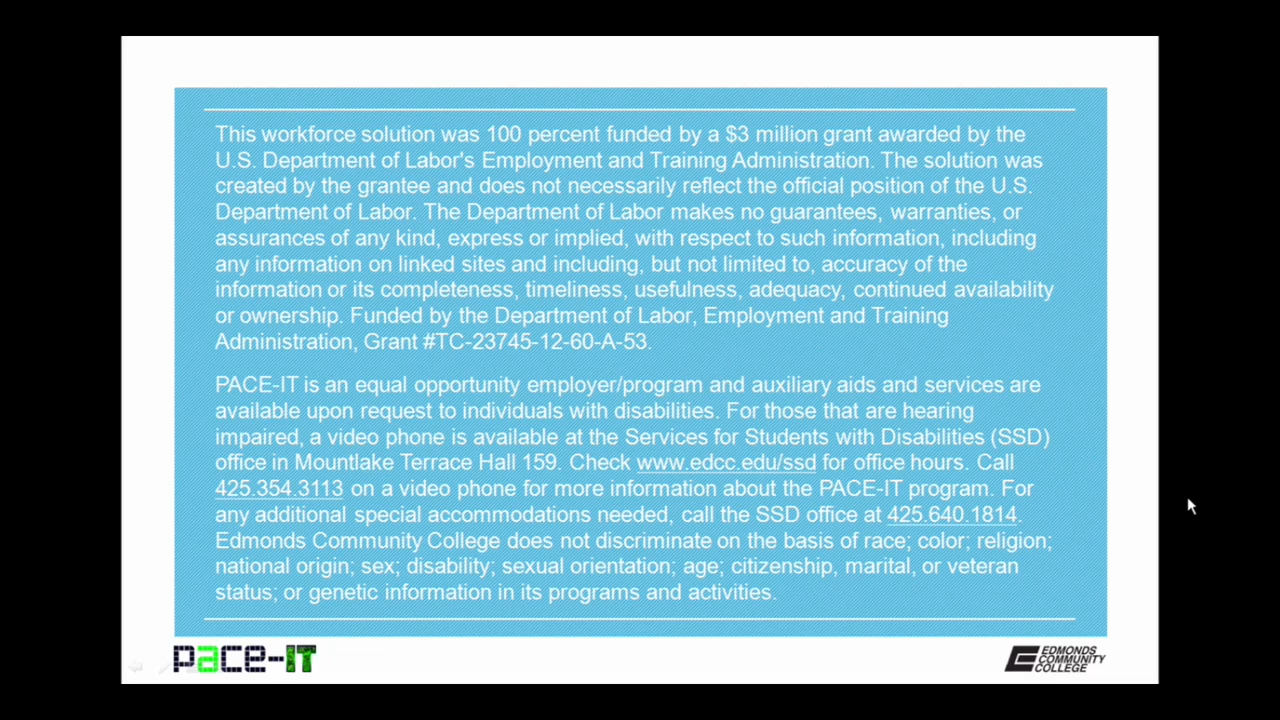 This workforce solution was 100 percent funded by a $3 million grant awarded by the
U.S. Department of Labor's Employment and Training Administration. The solution was
created by the grantee and does not necessarily reflect the official position of the U.S.
Department of Labor. The Department of Labor makes no guarantees, warranties, or
assurances of any kind, express or implied, with respect to such information, including
any information on linked sites and including, but not limited to, accuracy of the
information or its completeness, timeliness, usefulness, adequacy, continued availability
or ownership. Funded by the Department of Labor, Employment and Training
Administration, Grant #TC-23745-12-60-A-53.
PACE-IT is an equal opportunity employer/program and auxiliary aids and services are
available upon request to individuals with disabilities. For those that are hearing
impaired, a video phone is available at the Services for Students with Disabilities (SSD)
office in Mountlake Terrace Hall 159. Check www.edcc.edu/ssd for office hours. Call
425.354.3113 on a video phone for more information about the PACE-IT program. For
any additional special accommodations needed, call the SSD office at 425.640.1814.
Edmonds Community College does not discriminate on the basis of race; color; religion;
national origin; sex; disability; sexual orientation; age; citizenship, marital, or veteran
status; or genetic information in its programs and activities.
pace-IT
EDMONDS
COMMUNITY
COLLEGE